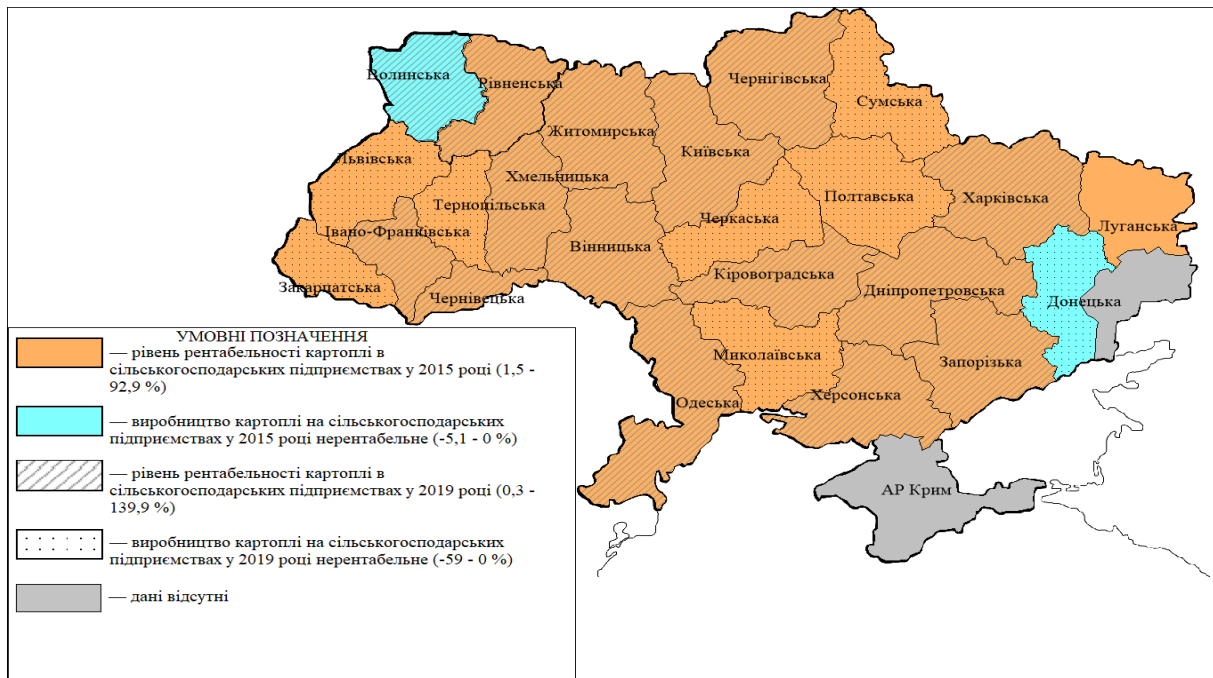 Волинська
Рівненська
Чернігівська
Сумська
Житомирська
Київська
Львівська
Хмельницька
Тернопільська
Полтавська
Харківська
Луганська
Черкаська
Івано-Франківська
Вінницька
Кіровоградська
Закарпатська
Чернівецька
Дніпропетровська
Донецька
Миколаївська
Запорізька
Одеська
Херсонська
АР Крим
УМОВНІ ПОЗНАЧЕННЯ
— рівень рентабельності картоплі в
сільськогосподарських підприємствах у 2015 році (1,5 -
92,9 %)
— виробництво картоплі на сільськогосподарських
підприємствах у 2015 році нерентабельне (-5,1 - 0 %)
— рівень рентабельності картоплі в
сільськогосподарських підприємствах у 2019 році (0,3 -
139,9 %)
— виробництво картоплі на сільськогосподарських
підприємствах у 2019 році нерентабельне (-59 - 0 %)
— дані відсутні